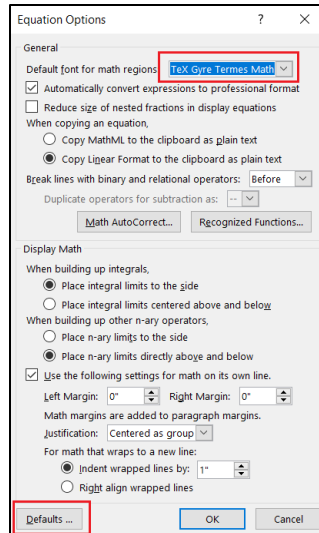 Equation Options ? ×
General
Default font for math regions: TeX Gyre Termes Math
Automatically convert expressions to professional format
Reduce size of nested fractions in display equations
When copying an equation,
Copy MathML to the clipboard as plain text
Copy Linear Format to the clipboard as plain text
Break lines with binary and relational operators: Before
Duplicate operators for subtraction as: --
Math AutoCorrect... Recognized Functions...
Display Math
When building up integrals,
Place integral limits to the side
Place integral limits centered above and below
When building up other n-ary operators,
Place n-ary limits to the side
Place n-ary limits directly above and below
Use the following settings for math on its own line.
Left Margin: 0" Right Margin: 0"
Math margins are added to paragraph margins.
Justification: Centered as group
For math that wraps to a new line:
Indent wrapped lines by: 1"
Right align wrapped lines
Defaults ... OK Cancel